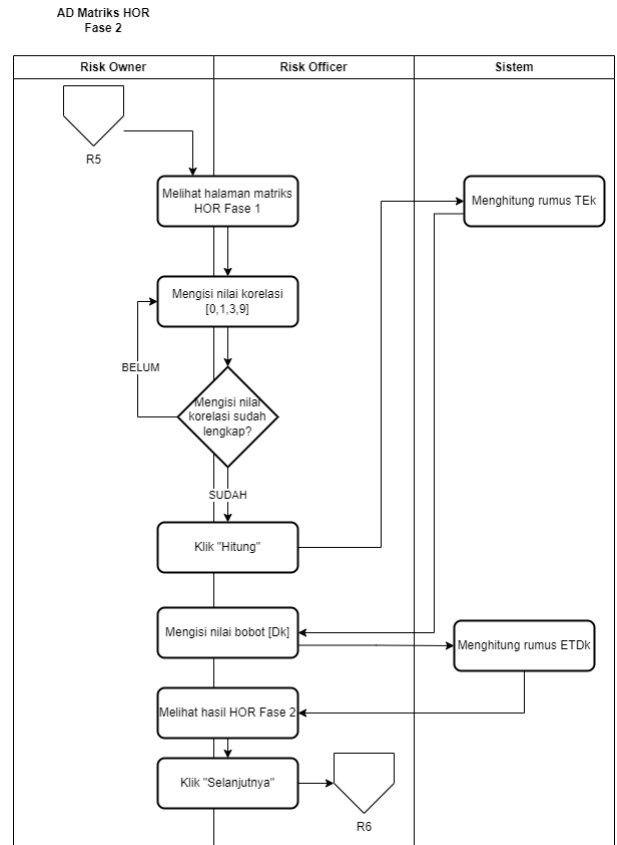 AD Matriks HOR
Fase 2
Risk Owner
Risk Officer
Sistem
R5
Melihat halaman matriks
HOR Fase 1
Menghitung rumus TEk
Mengisi nilai korelasi
[0,1,3,9]
BELUM
Mengisi nilai
korelasi sudah
lengkap?
SUDAH
Klik "Hitung"
Mengisi nilai bobot [Dk]
Menghitung rumus ETDk
Melihat hasil HOR Fase 2
Klik "Selanjutnya"
R6